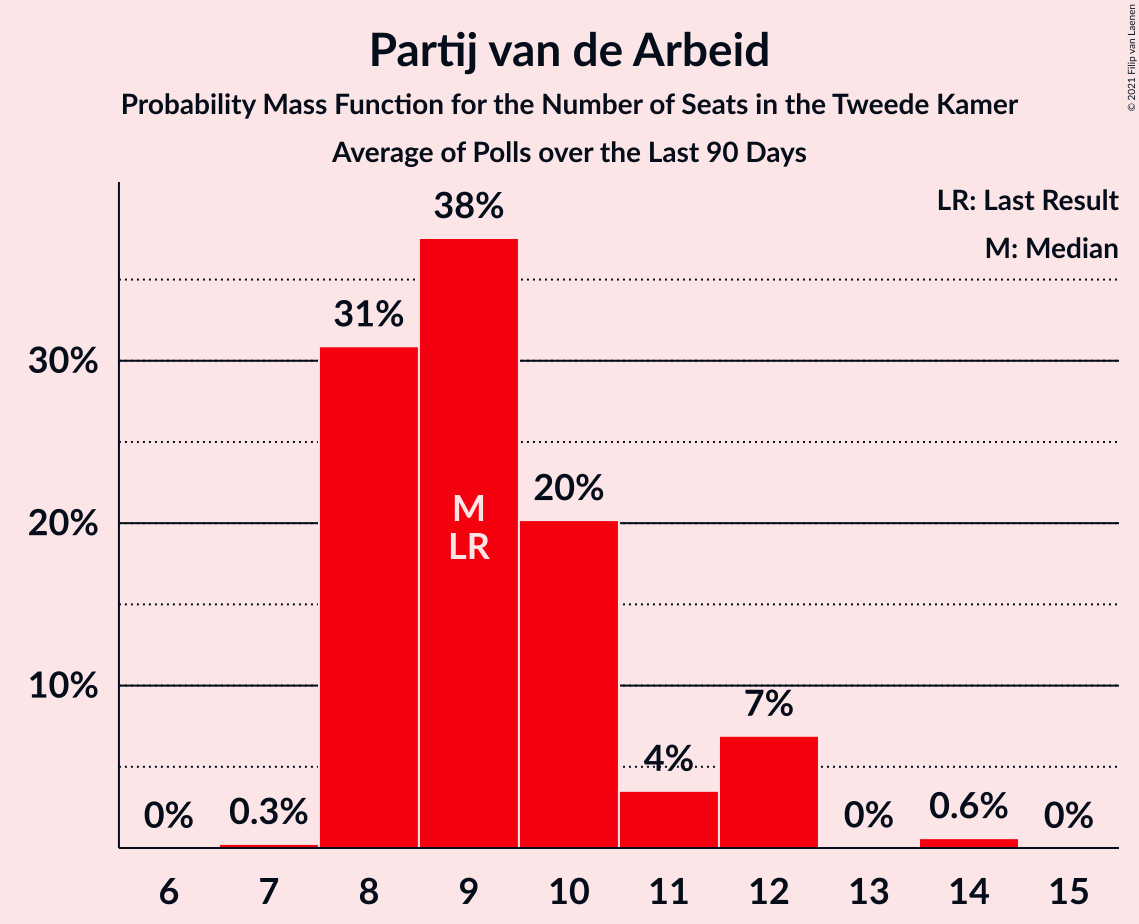 Partij van de Arbeid
Probability Mass Function for the Number of Seats in the Tweede Kamer
Average of Polls over the Last 90 Days
© 2021 Filip van Laenen
LR: Last Result
M: Median
38%
31%
30%
20%
M
LR
20%
10%
7%
4%
0%
0.3%
0%
0.6%
0%
6 7 8 9 10 11 12 13 14 15